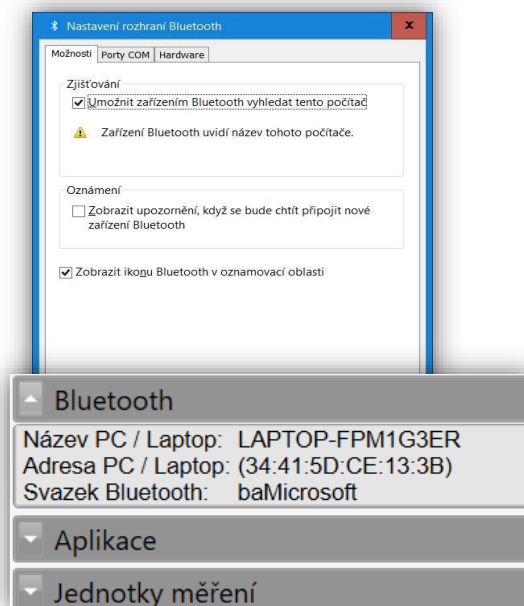 Nastavení rozhraní Bluetooth
x
Možnosti Porty COM Hardware
Zjišťování
Umožnit zařízením Bluetooth vyhledat tento počítač
Zařízení Bluetooth uvidí název tohoto počítače.
Oznámení
Zobrazit upozornění, když se bude chtít připojit nové
zařízení Bluetooth
Zobrazit ikonu Bluetooth v oznamovací oblasti
Bluetooth
Název PC / Laptop: LAPTOP-FPM1G3ER
Adresa PC / Laptop: (34:41:5D:CE:13:3B)
Svazek Bluetooth: baMicrosoft
Aplikace
Jednotky měření